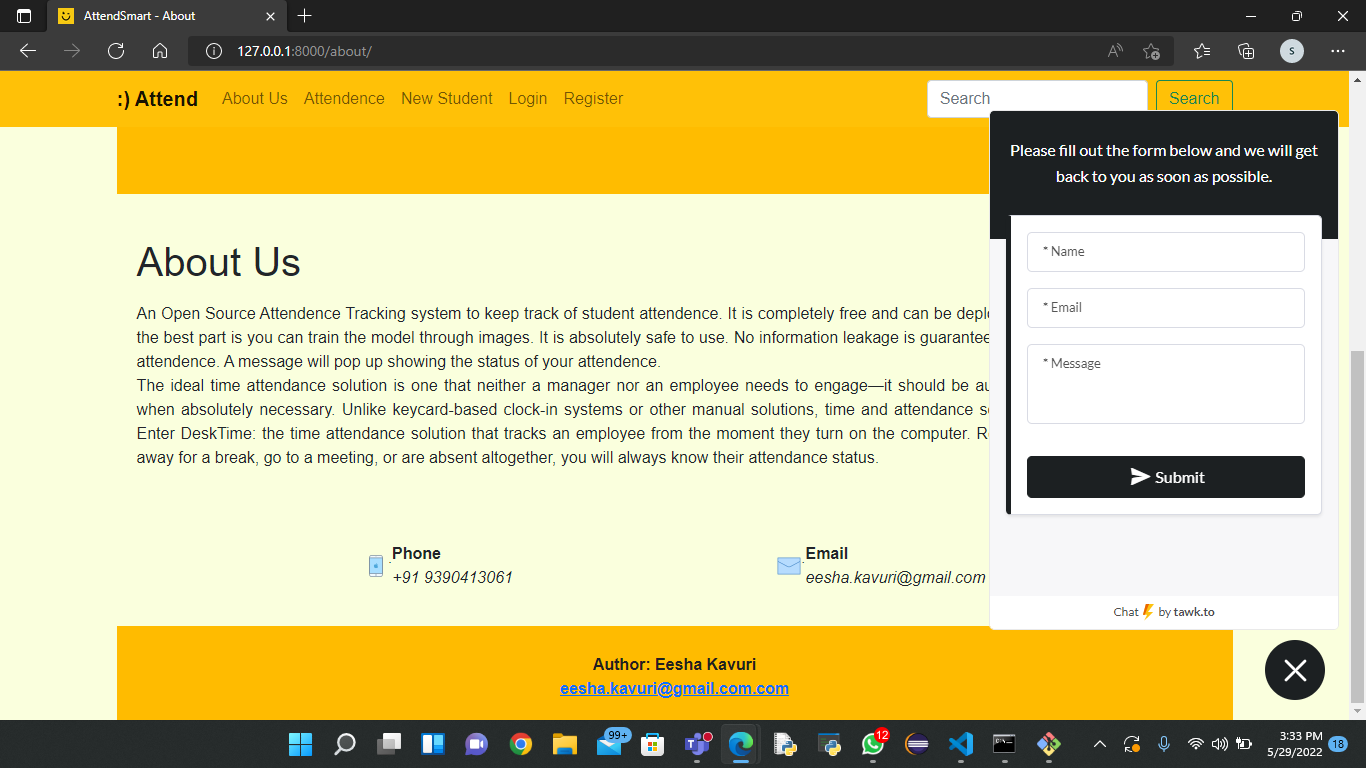 AttendSmart - About
127.0.0.1:8000/about/
S
:) Attend
About Us
Attendence
New Student
Login
Register
Search
Search
Please fill out the form below and we will get
back to you as soon as possible.
* Name
* Email
* Message
Submit
Chat by tawk.to
About Us
An Open Source Attendence Tracking system to keep track of student attendence. It is completely free and can be
the best part is you can train the model through images. It is absolutely safe to use. No information leakage is
attendence. A message will pop up showing the status of your attendence.
The ideal time attendance solution is one that neither a manager nor an employee needs to engage—it should be
when absolutely necessary. Unlike keycard-based clock-in systems or other manual solutions, time and attendance
Enter DeskTime: the time attendance solution that tracks an employee from the moment they turn on the computer.
away for a break, go to a meeting, or are absent altogether, you will always know their attendance status.
Phone
+91 9390413061
Email
eesha.kavuri@gmail.com
Author: Eesha Kavuri
eesha.kavuri@gmail.com.com
99+
12
3:33 PM
5/29/2022
18